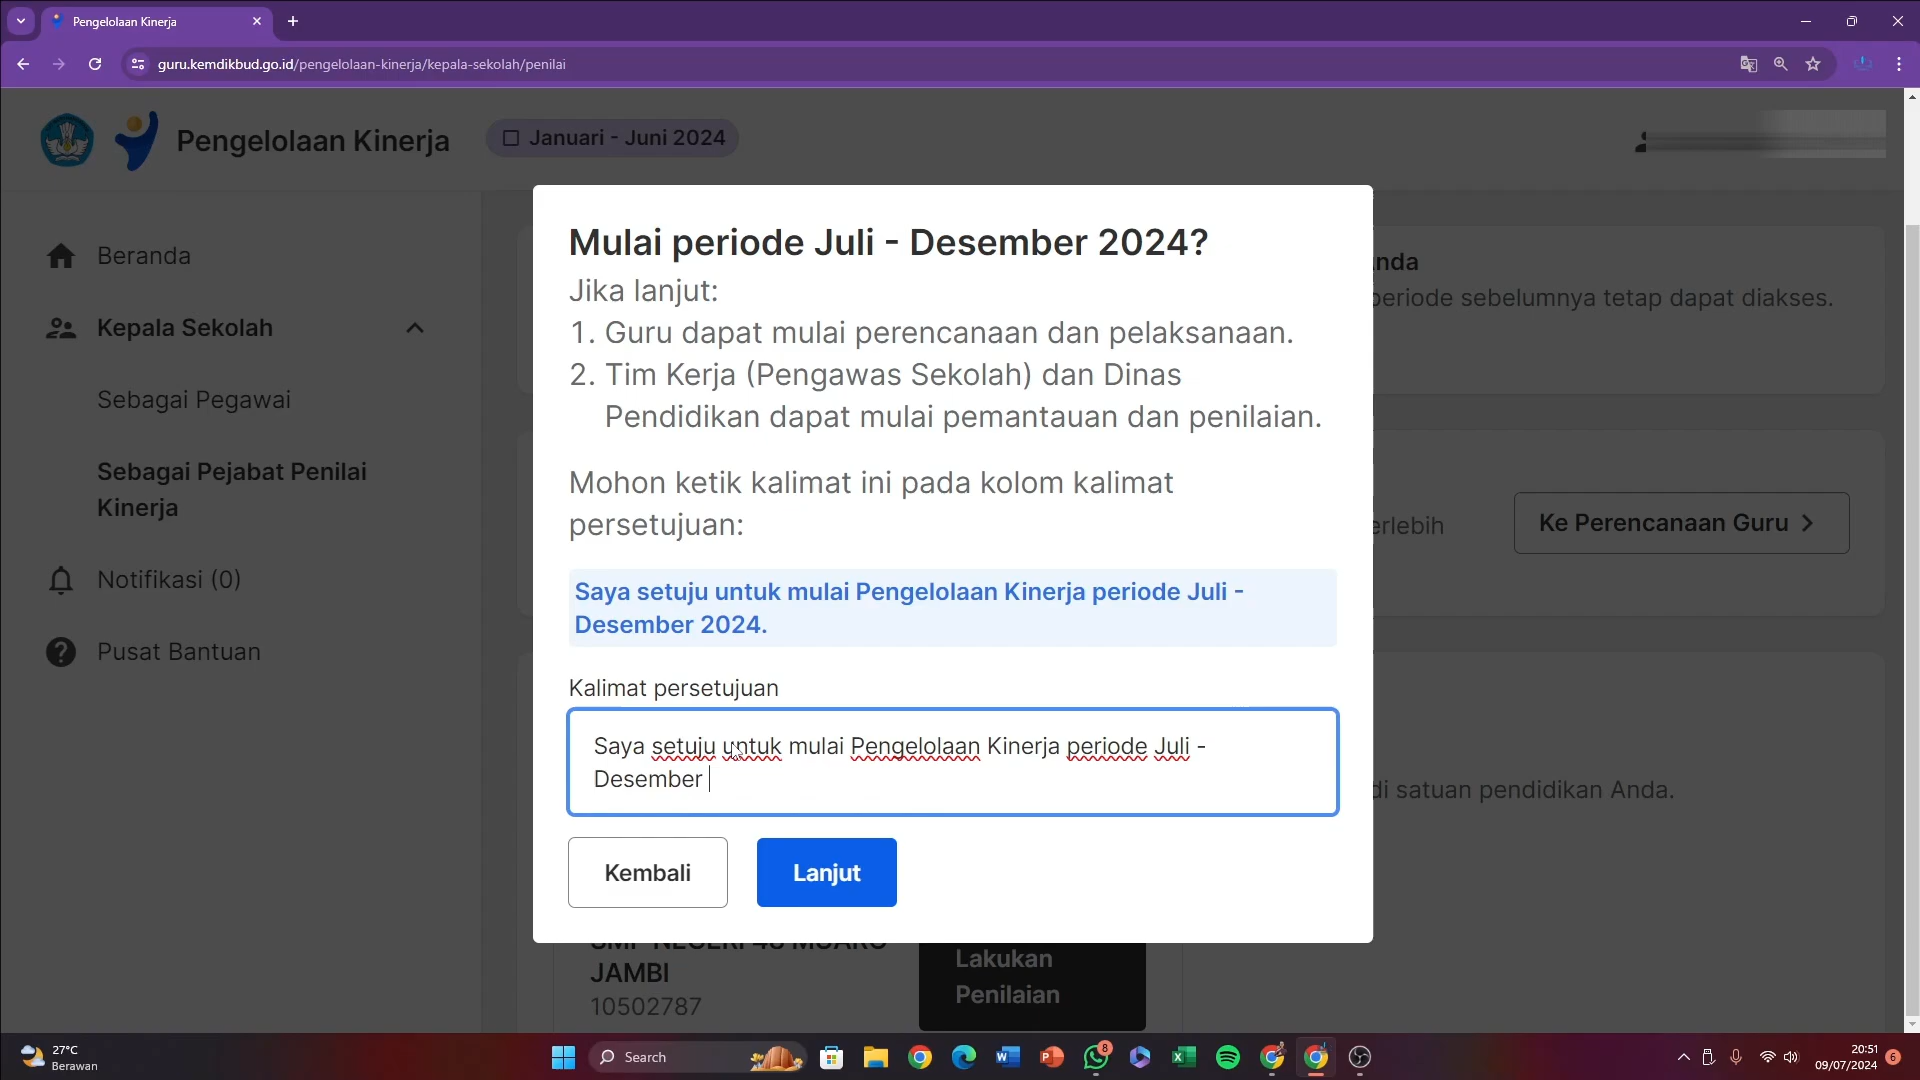 Pengelolaan Kinerja
guru.kemdikbud.go.id/pengelolaan-kinerja/kepala-sekolah/penilai
Pengelolaan Kinerja
Januari - Juni 2024
Beranda
Kepala Sekolah
Sebagai Pegawai
Sebagai Pejabat Penilai
Kinerja
Notifikasi (0)
Pusat Bantuan
Mulai periode Juli - Desember 2024?
Jika lanjut:
1. Guru dapat mulai perencanaan dan pelaksanaan.
2. Tim Kerja (Pengawas Sekolah) dan Dinas
Pendidikan dapat mulai pemantauan dan penilaian.
Mohon ketik kalimat ini pada kolom kalimat
persetujuan:
Saya setuju untuk mulai Pengelolaan Kinerja periode Juli -
Desember 2024.
Kalimat persetujuan
Saya setuju untuk mulai Pengelolaan Kinerja periode Juli -
Desember
Kembali
Lanjut
nda
periode sebelumnya tetap dapat diakses.
erlebih
Ke Perencanaan Guru
di satuan pendidikan Anda.
JAMBI
10502787
Lakukan
Penilaian
27°C
Berawan
Search
8
20:51
09/07/2024
6